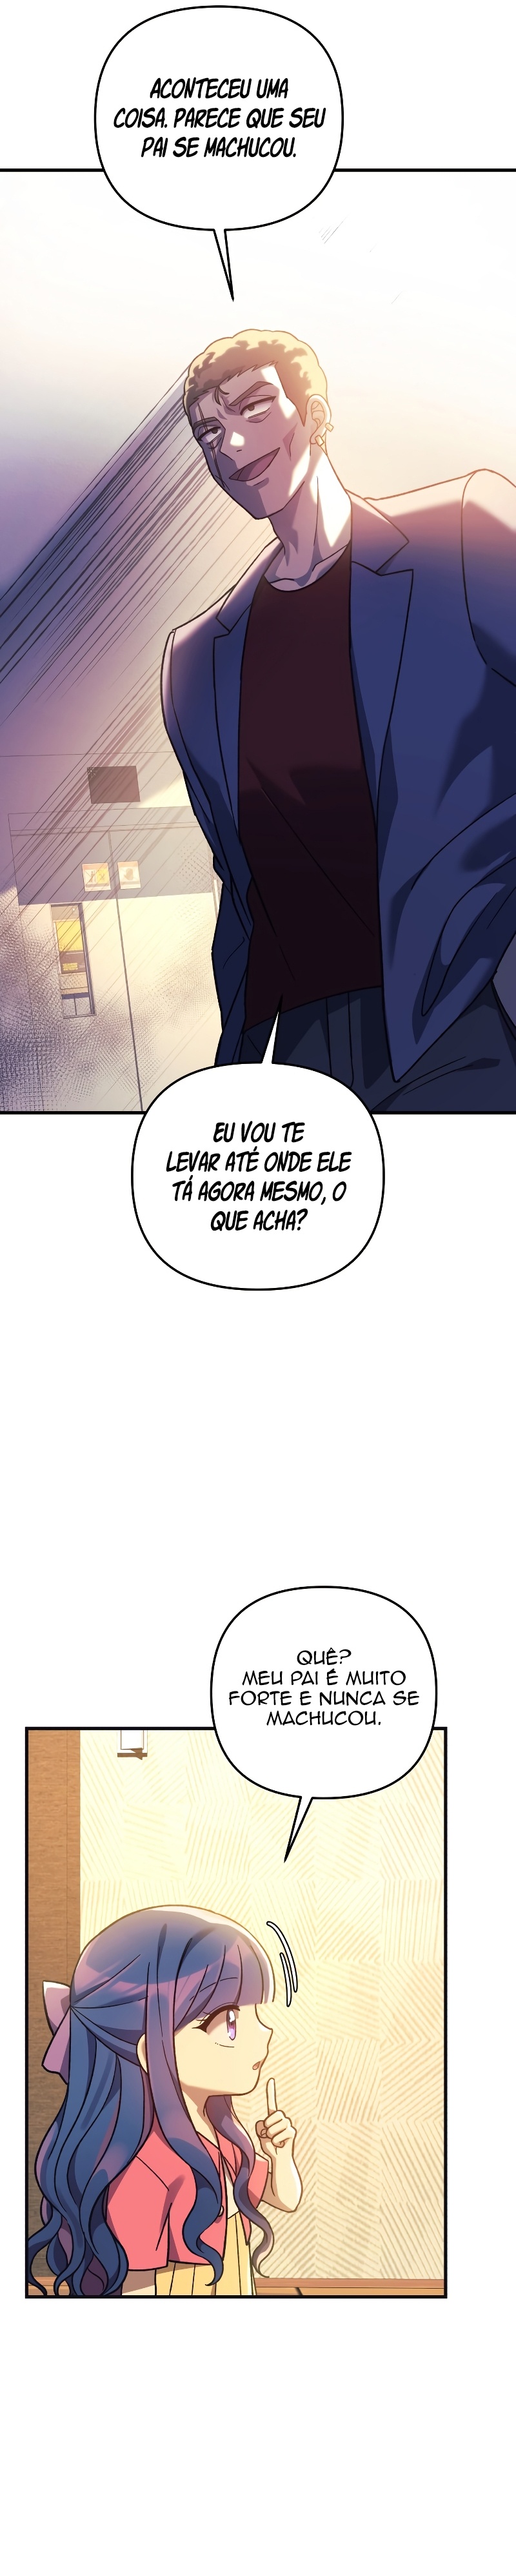 ACONTECEU UMA
COISA. PARECE QUE SEU
PAI SE MACHUCOU.
EU VOU TE
LEVAR ATÉ ONDE ELE
TÁ AGORA MESMO, O
QUE ACHA?
QUÊ?
MEU PAI É MUITO
FORTE E NUNCA SE
MACHUCOU.